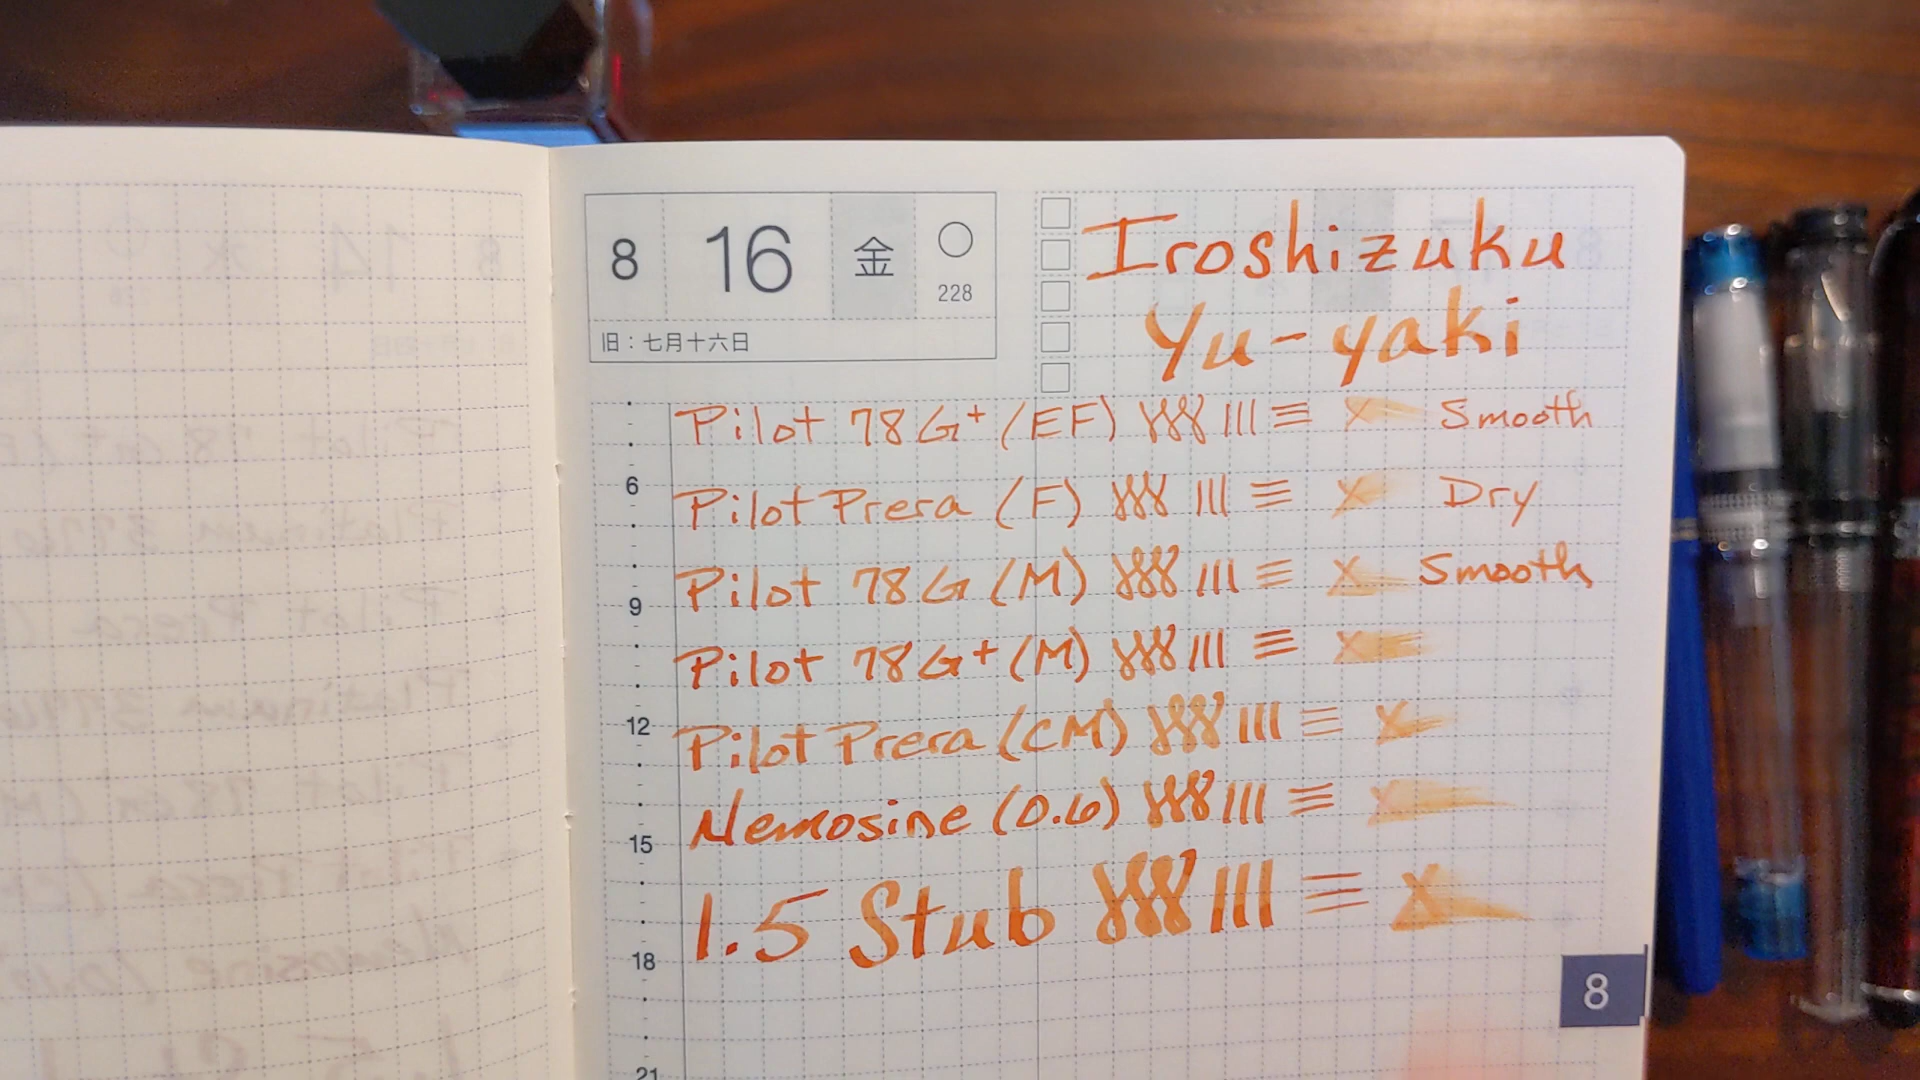 8 16 金 ○
228
旧：七月十六日
Iroshizuku
Yu-yaki
Pilot 78G+ (EF) Smooth
6 Pilot Prera (F) Dry
9 Pilot 78G (M) Smooth
Pilot 78G+ (M)
12 Pilot Prera (CM)
15 Nemosine (0.6)
1.5 Stub
18
8
21